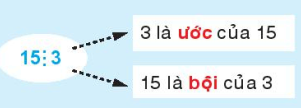 3 là ước của 15
15⋮3
15 là bội của 3